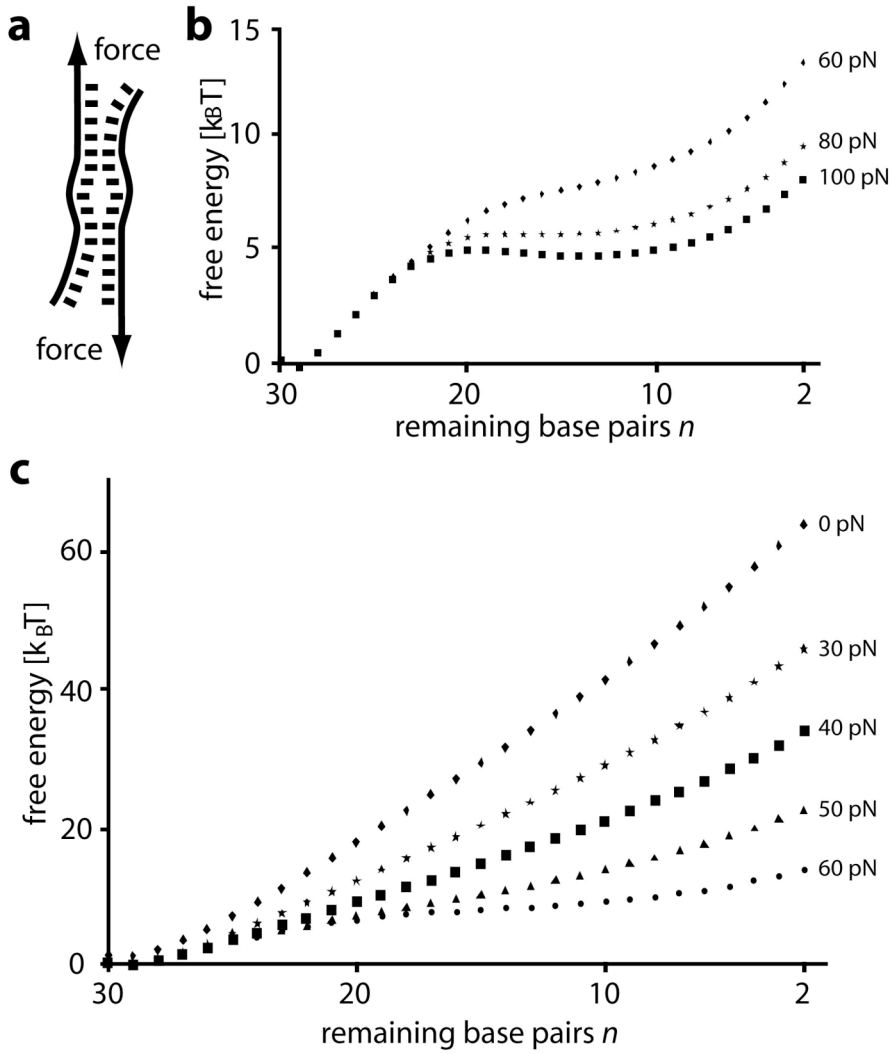 a
force
force
b
free energy [kBT]
15
10
5
0
30
20
10
2
remaining base pairs n
60 pN
80 pN
100 pN
c
free energy [kBT]
60
40
20
0
30
20
10
2
remaining base pairs n
0 pN
30 pN
40 pN
50 pN
60 pN